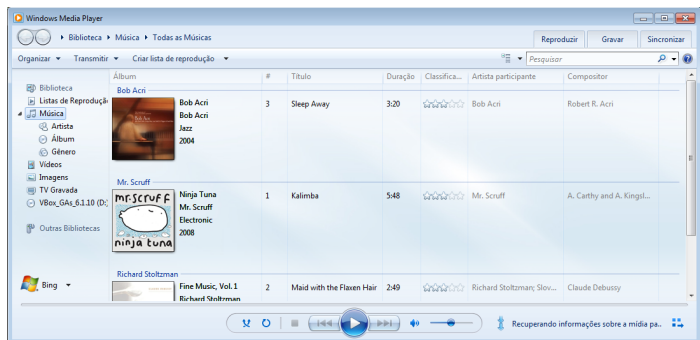 Windows Media Player
Biblioteca ▸ Música ▸ Todas as Músicas
Reproduzir Gravar Sincronizar
Organizar Transmitir Criar lista de reprodução Pesquisar
Álbum # Título Duração Classifica... Artista participante Compositor
Biblioteca
Listas de Reproduçã
Música
Artista
Álbum
Gênero
Vídeos
Imagens
TV Gravada
VBox_GAs_6.1.10 (D:)
Outras Bibliotecas
Bing
Bob Acri
Bob Acri 3 Sleep Away 3:20 Bob Acri Robert R. Acri
Bob Acri
Jazz
2004
Mr. Scruff
mr.scruff
ninja tuna
Ninja Tuna 1 Kalimba 5:48 Mr. Scruff A. Carthy and A. Kingsl...
Mr. Scruff
Electronic
2008
Richard Stoltzman
Fine Music, Vol. 1 2 Maid with the Flaxen Hair 2:49 Richard Stoltzman; Slov... Claude Debussy
Richard Stoltzman
Recuperando informações sobre a mídia pa..